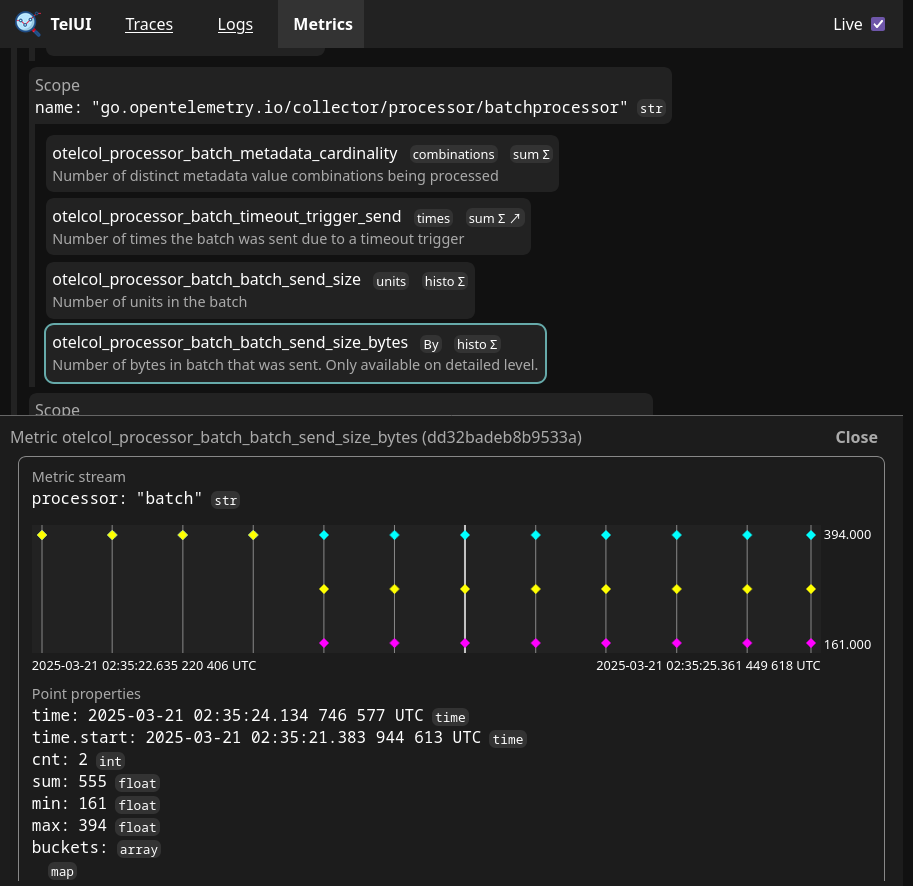 TelUI Traces Logs Metrics Live
Scope
name: "go.opentelemetry.io/collector/processor/batchprocessor" str
otelcol_processor_batch_metadata_cardinality combinations sum Σ
Number of distinct metadata value combinations being processed
otelcol_processor_batch_timeout_trigger_send times sum Σ ↗
Number of times the batch was sent due to a timeout trigger
otelcol_processor_batch_batch_send_size units histo Σ
Number of units in the batch
otelcol_processor_batch_batch_send_size_bytes By histo Σ
Number of bytes in batch that was sent. Only available on detailed level.
Scope
Metric otelcol_processor_batch_batch_send_size_bytes (dd32badeb8b9533a) Close
Metric stream
processor: "batch" str
394.000
161.000
2025-03-21 02:35:22.635 220 406 UTC 2025-03-21 02:35:25.361 449 618 UTC
Point properties
time: 2025-03-21 02:35:24.134 746 577 UTC time
time.start: 2025-03-21 02:35:21.383 944 613 UTC time
cnt: 2 int
sum: 555 float
min: 161 float
max: 394 float
buckets: array
map